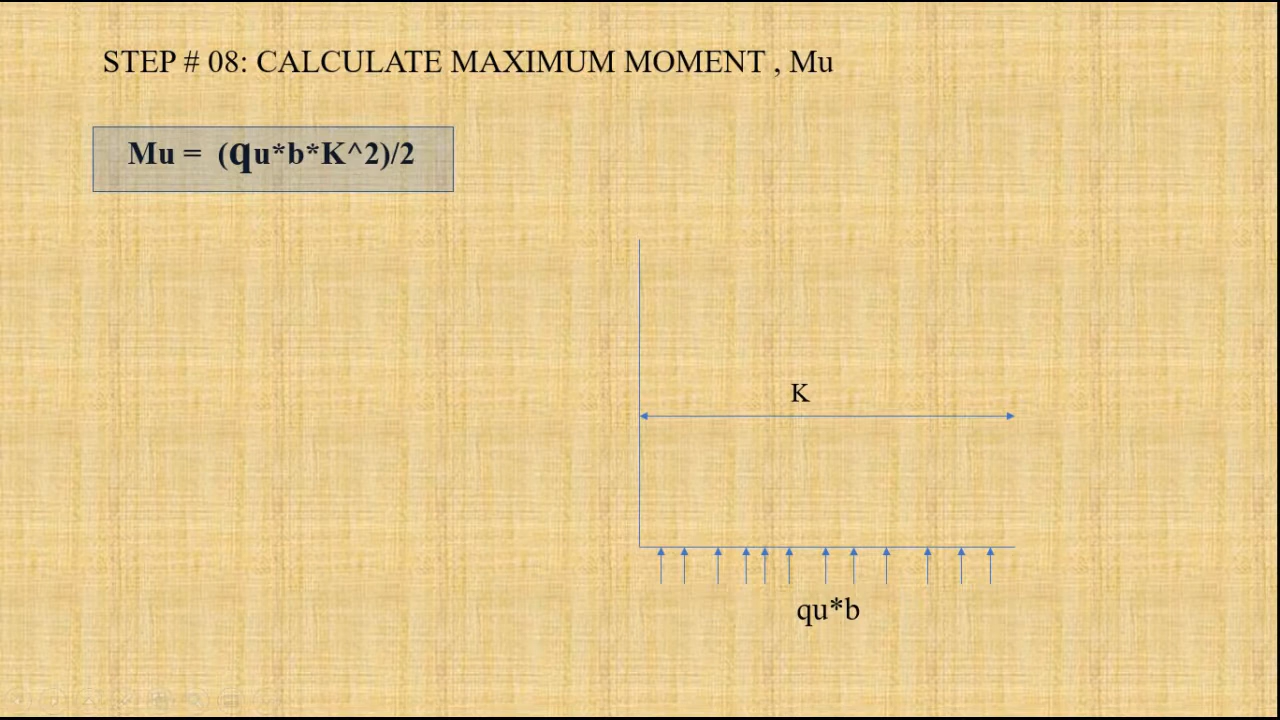 STEP # 08: CALCULATE MAXIMUM MOMENT , Mu
Mu = (qu*b*K^2)/2
K
qu*b